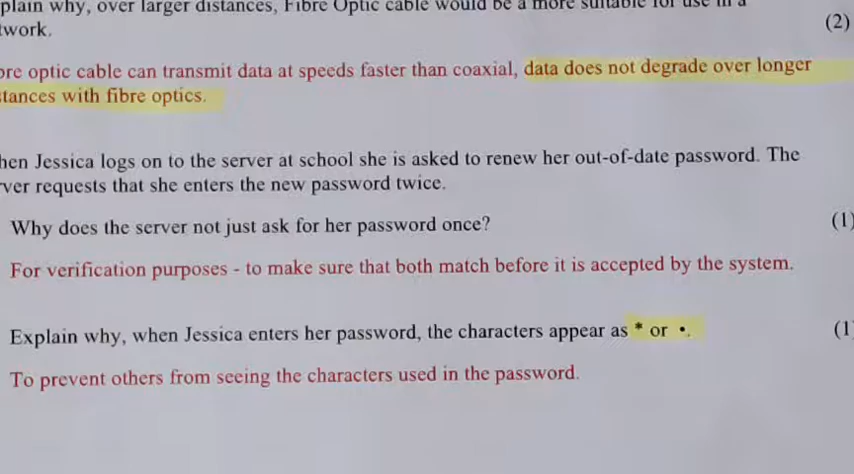 plain why, over larger distances, Fibre Optic cable would be a more suitable for use in a
twork.
(2)
ore optic cable can transmit data at speeds faster than coaxial, data does not degrade over longer
stances with fibre optics.
hen Jessica logs on to the server at school she is asked to renew her out-of-date password. The
rver requests that she enters the new password twice.
Why does the server not just ask for her password once? (1)
For verification purposes - to make sure that both match before it is accepted by the system.
Explain why, when Jessica enters her password, the characters appear as * or •. (1)
To prevent others from seeing the characters used in the password.